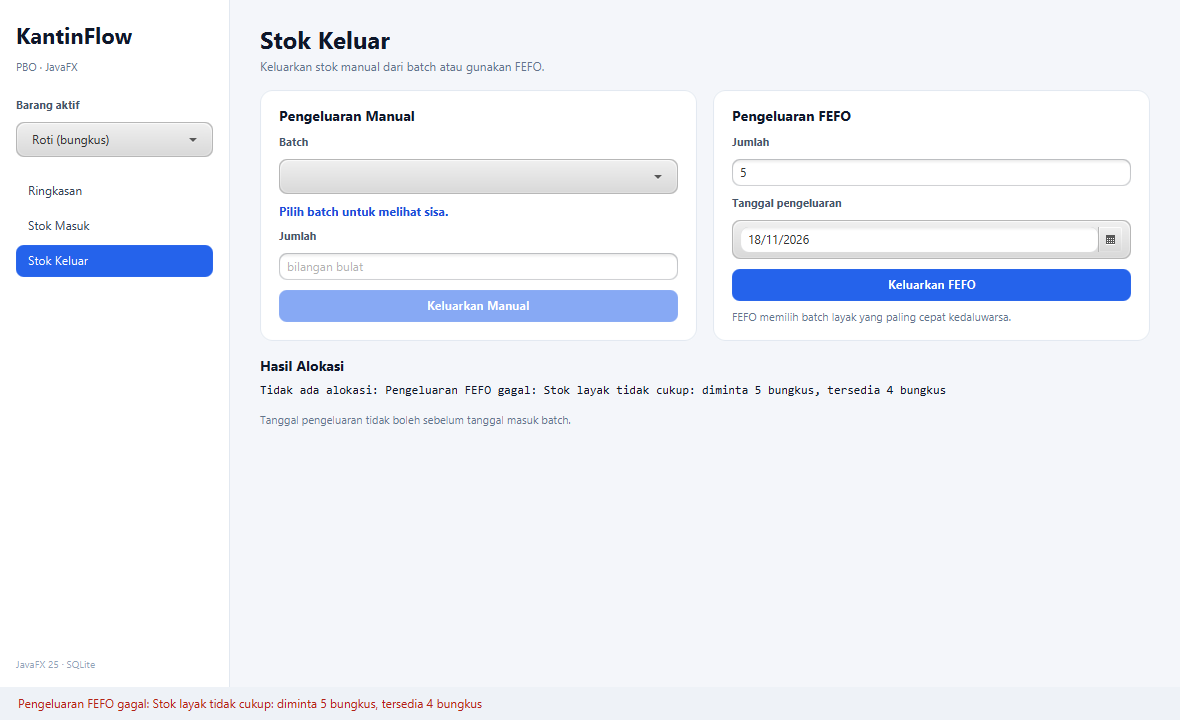 KantinFlow
PBO · JavaFX
Barang aktif
Roti (bungkus)
Ringkasan
Stok Masuk
Stok Keluar
JavaFX 25 · SQLite
Stok Keluar
Keluarkan stok manual dari batch atau gunakan FEFO.
Pengeluaran Manual
Batch
Pilih batch untuk melihat sisa.
Jumlah
bilangan bulat
Keluarkan Manual
Pengeluaran FEFO
Jumlah
5
Tanggal pengeluaran
18/11/2026
Keluarkan FEFO
FEFO memilih batch layak yang paling cepat kedaluwarsa.
Hasil Alokasi
Tidak ada alokasi: Pengeluaran FEFO gagal: Stok layak tidak cukup: diminta 5 bungkus, tersedia 4 bungkus
Tanggal pengeluaran tidak boleh sebelum tanggal masuk batch.
Pengeluaran FEFO gagal: Stok layak tidak cukup: diminta 5 bungkus, tersedia 4 bungkus